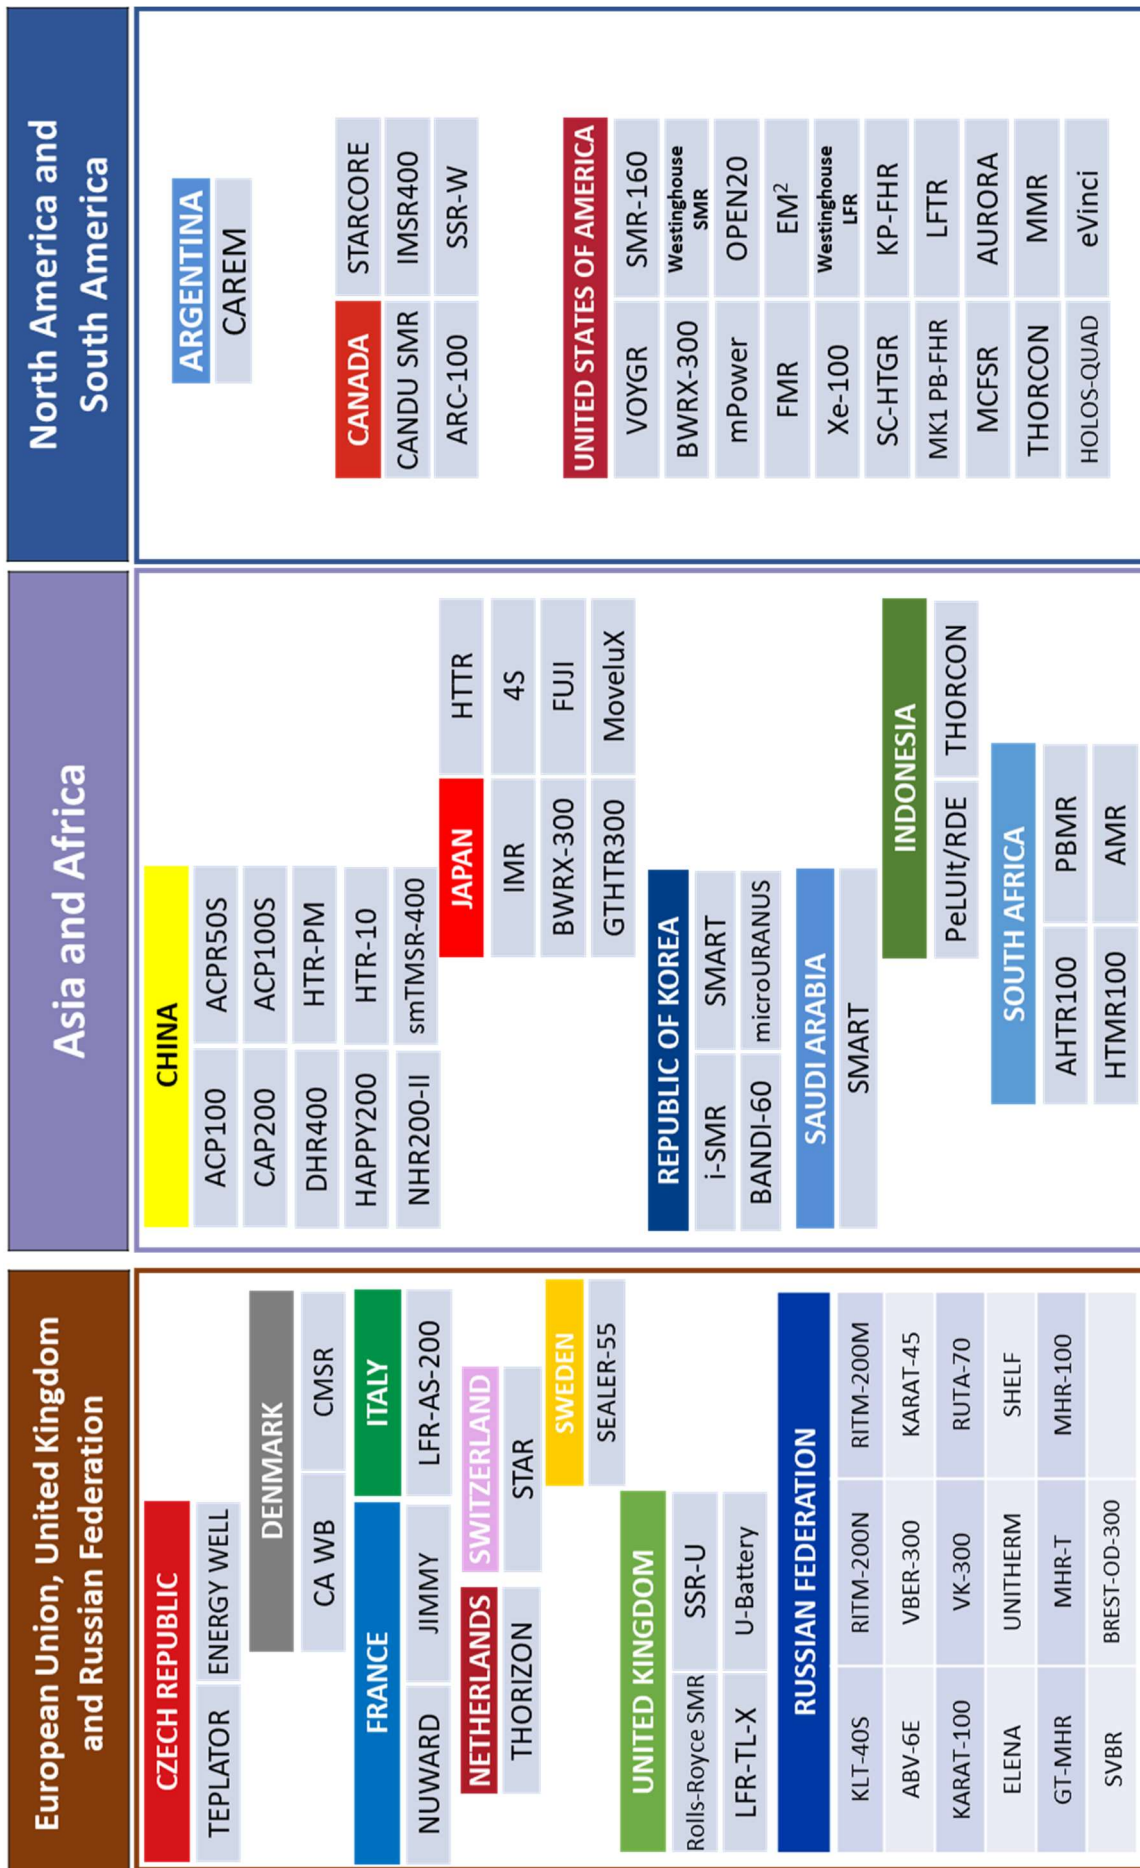 European Union, United Kingdom
and Russian Federation
CZECH REPUBLIC
TEPLATOR ENERGY WELL
DENMARK
CA WB CMSR
FRANCE ITALY
NUWARD JIMMY LFR-AS-200
NETHERLANDS SWITZERLAND
THORIZON STAR
SWEDEN
SEALER-55
UNITED KINGDOM
Rolls-Royce SMR SSR-U
LFR-TL-X U-Battery
RUSSIAN FEDERATION
KLT-40S RITM-200N RITM-200M
ABV-6E VBER-300 KARAT-45
KARAT-100 VK-300 RUTA-70
ELENA UNITHERM SHELF
GT-MHR MHR-T MHR-100
SVBR BREST-OD-300
Asia and Africa
CHINA
ACP100 ACPR50S
CAP200 ACP100S
DHR400 HTR-PM
HAPPY200 HTR-10
NHR200-II smTMSR-400
JAPAN HTTR
IMR 4S
BWRX-300 FUJI
GTHTR300 MoveluX
REPUBLIC OF KOREA
i-SMR SMART
BANDI-60 microURANUS
SAUDI ARABIA
SMART
INDONESIA
PeLUIt/RDE THORCON
SOUTH AFRICA
AHTR100 PBMR
HTMR100 AMR
North America and
South America
ARGENTINA
CAREM
CANADA STARCORE
CANDU SMR IMSR400
ARC-100 SSR-W
UNITED STATES OF AMERICA
VOYGR SMR-160
BWRX-300 Westinghouse
SMR
mPower OPEN20
FMR EM²
Xe-100 Westinghouse
LFR
SC-HTGR KP-FHR
MK1 PB-FHR LFTR
MCFSR AURORA
THORCON MMR
HOLOS-QUAD eVinci